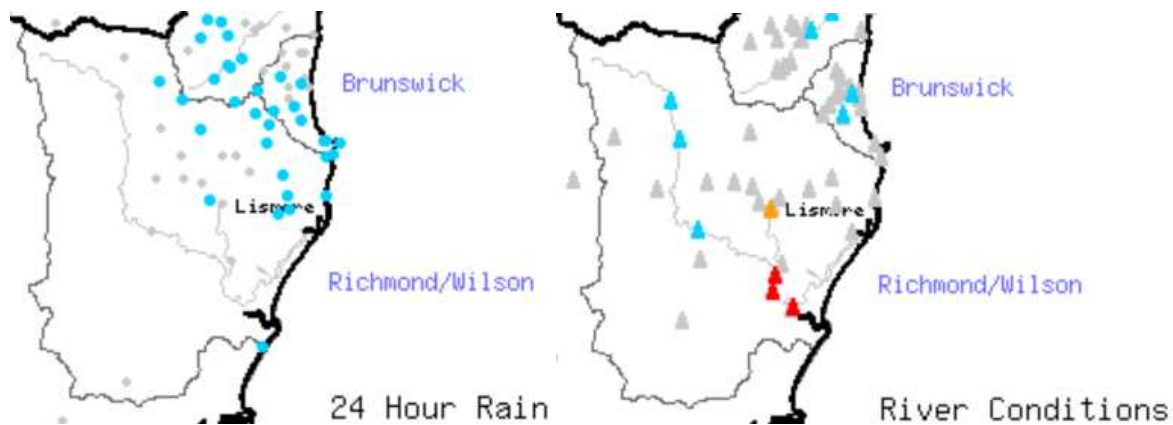 Brunswick
Lismore
Richmond/Wilson
24 Hour Rain
Brunswick
Lismore
Richmond/Wilson
River Conditions